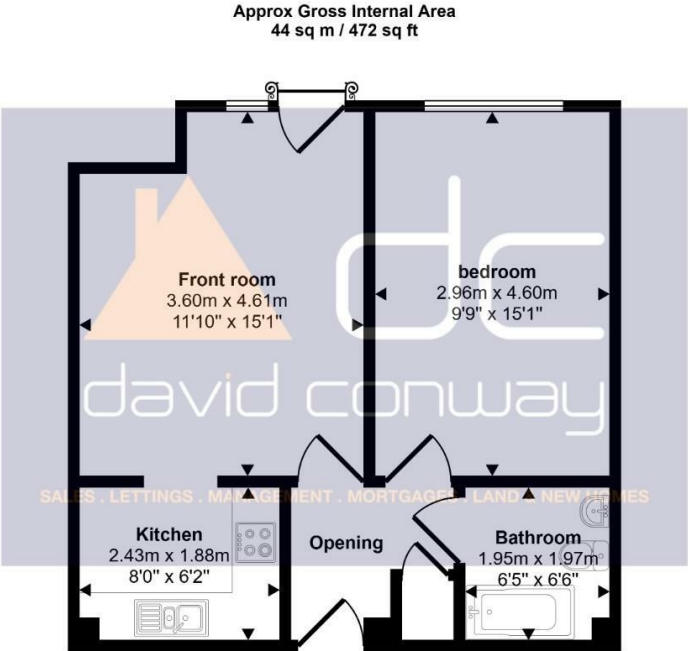 Approx Gross Internal Area
44 sq m / 472 sq ft
Front room
3.60m x 4.61m
11'10" x 15'1"
bedroom
2.96m x 4.60m
9'9" x 15'1"
dc
david conway
SALES . LETTINGS . MANAGEMENT . MORTGAGES . LAND & NEW HOMES
Kitchen
2.43m x 1.88m
8'0" x 6'2"
Opening
Bathroom
1.95m x 1.97m
6'5" x 6'6"